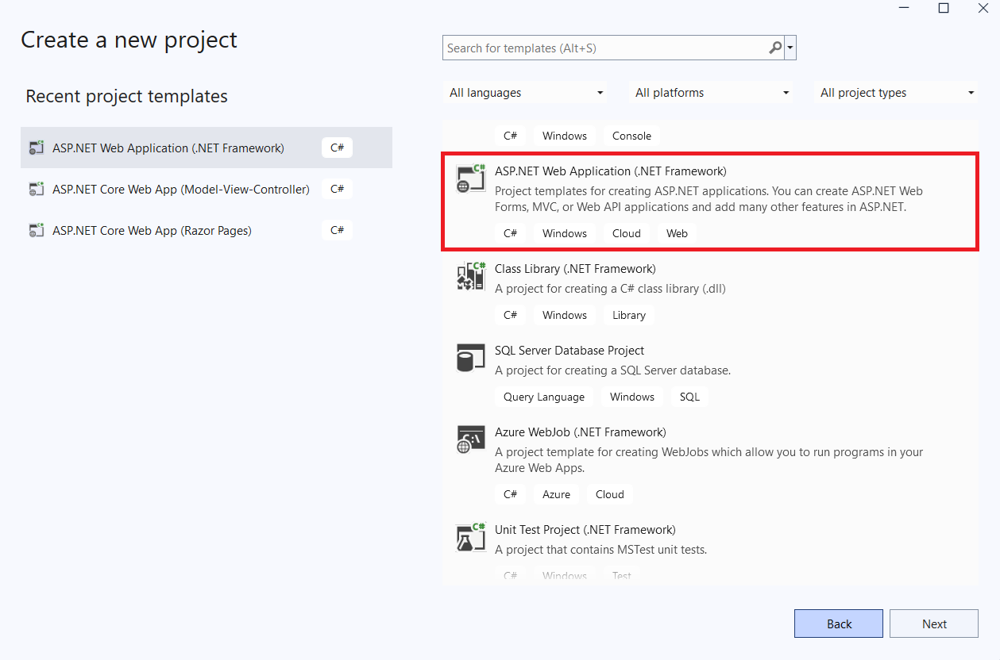 Create a new project
Search for templates (Alt+S)
Recent project templates
All languages
All platforms
All project types
ASP.NET Web Application (.NET Framework) C#
ASP.NET Core Web App (Model-View-Controller) C#
ASP.NET Core Web App (Razor Pages) C#
C# Windows Console
C#
ASP.NET Web Application (.NET Framework)
Project templates for creating ASP.NET applications. You can create ASP.NET Web
Forms, MVC, or Web API applications and add many other features in ASP.NET.
C# Windows Cloud Web
C#
Class Library (.NET Framework)
A project for creating a C# class library (.dll)
C# Windows Library
SQL Server Database Project
A project for creating a SQL Server database.
Query Language Windows SQL
C:\
Azure WebJob (.NET Framework)
A project template for creating WebJobs which allow you to run programs in your
Azure Web Apps.
C# Azure Cloud
C#
Unit Test Project (.NET Framework)
A project that contains MSTest unit tests.
C# Windows Test
Back
Next